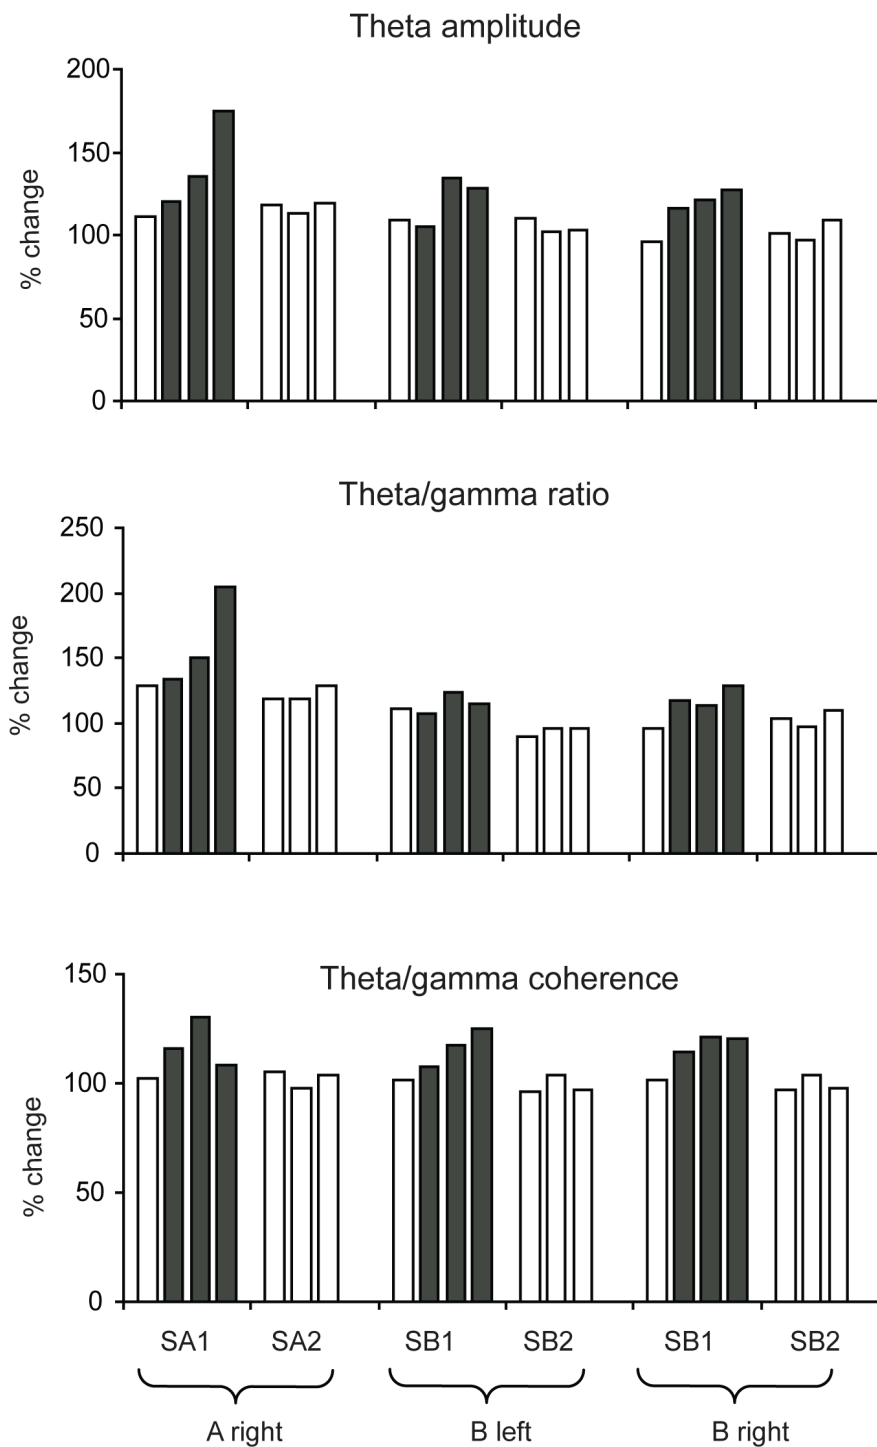 Theta amplitude
200
150
100
50
0
% change
Theta/gamma ratio
250
200
150
100
50
0
% change
Theta/gamma coherence
150
100
50
0
% change
SA1 SA2 SB1 SB2 SB1 SB2
A right B left B right